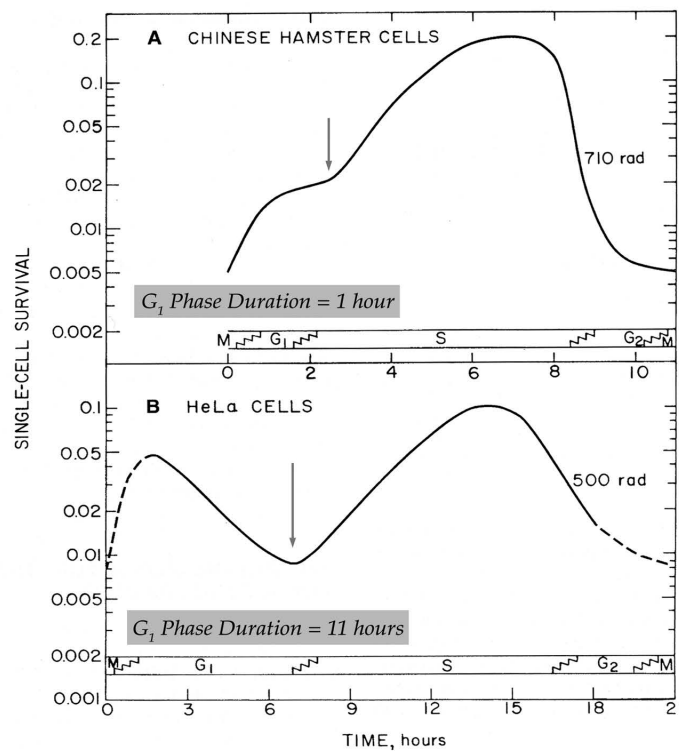 SINGLE-CELL SURVIVAL
A CHINESE HAMSTER CELLS
0.2
0.1
0.05
0.02
0.01
0.005
0.002
710 rad
G1 Phase Duration = 1 hour
M G1 S G2 M
0 2 4 6 8 10
B HeLa CELLS
0.1
0.05
0.02
0.01
0.005
0.002
0.001
500 rad
G1 Phase Duration = 11 hours
M G1 S G2 M
0 3 6 9 12 15 18 2
TIME, hours